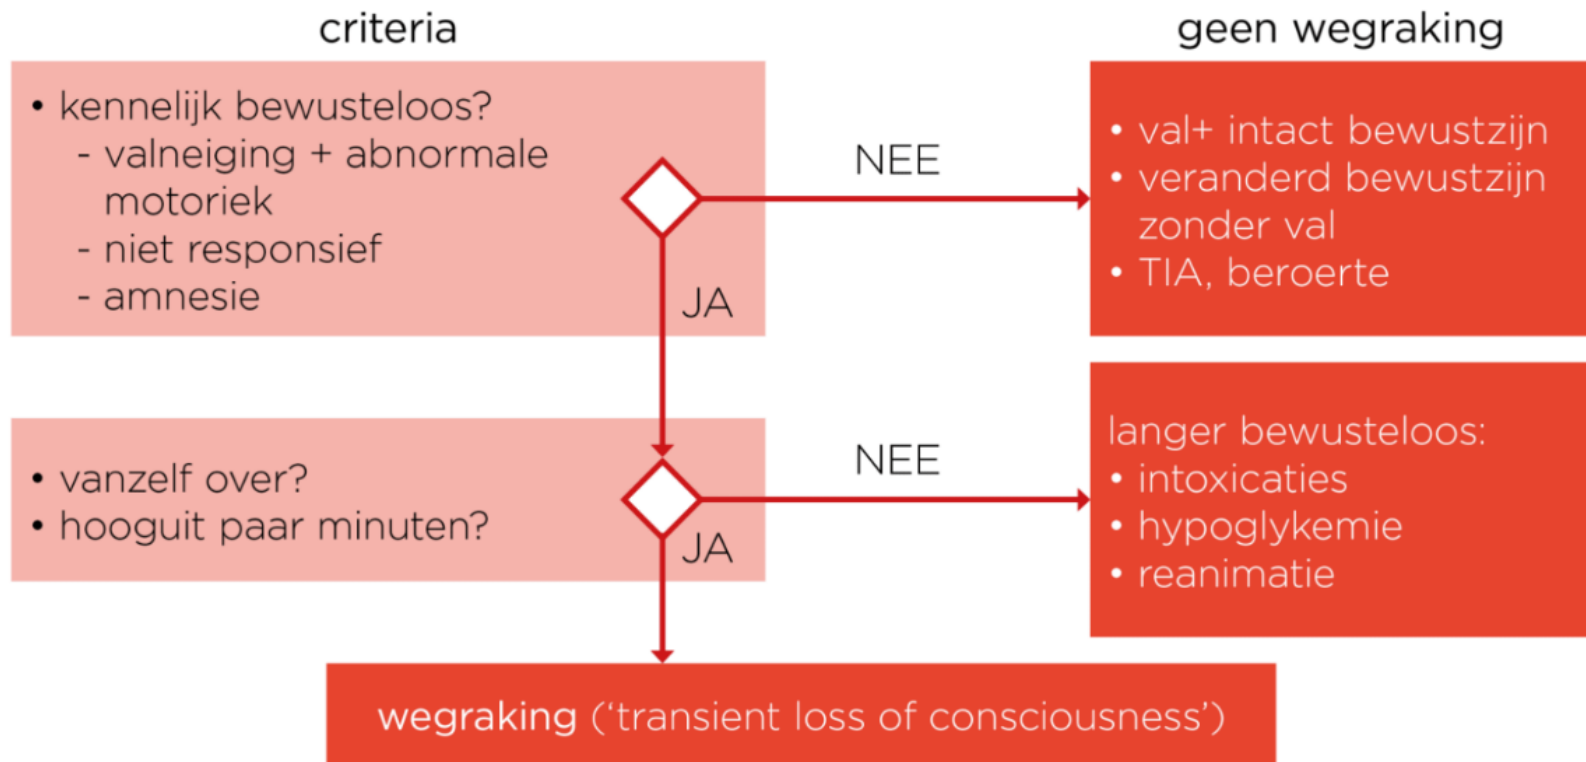 criteria
geen wegraking
• kennelijk bewusteloos?
- valneiging + abnormale
motoriek
- niet responsief
- amnesie
NEE
JA
• val+ intact bewustzijn
• veranderd bewustzijn
zonder val
• TIA, beroerte
• vanzelf over?
• hooguit paar minuten?
NEE
JA
langer bewusteloos:
• intoxicaties
• hypoglykemie
• reanimatie
wegraking (‘transient loss of consciousness’)